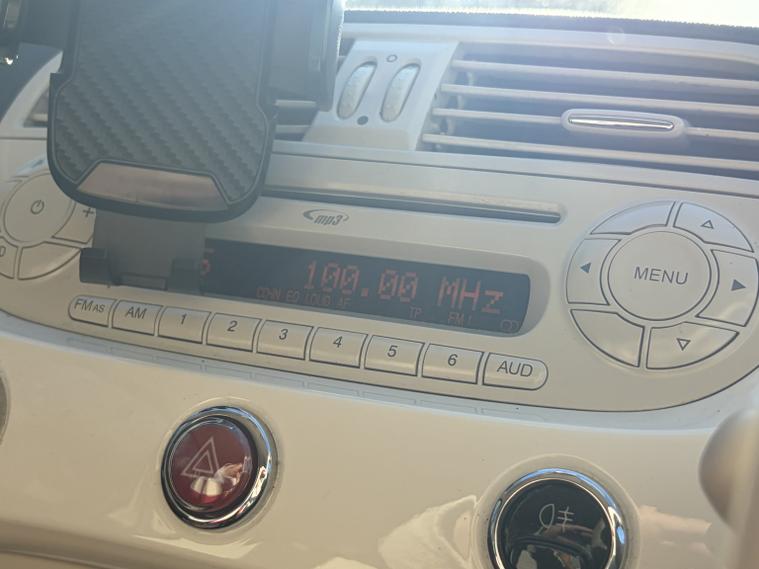 mp3
100.00 MHz
EQ LOUD AF TP FM1
MENU
FM AS AM 1 2 3 4 5 6 AUD